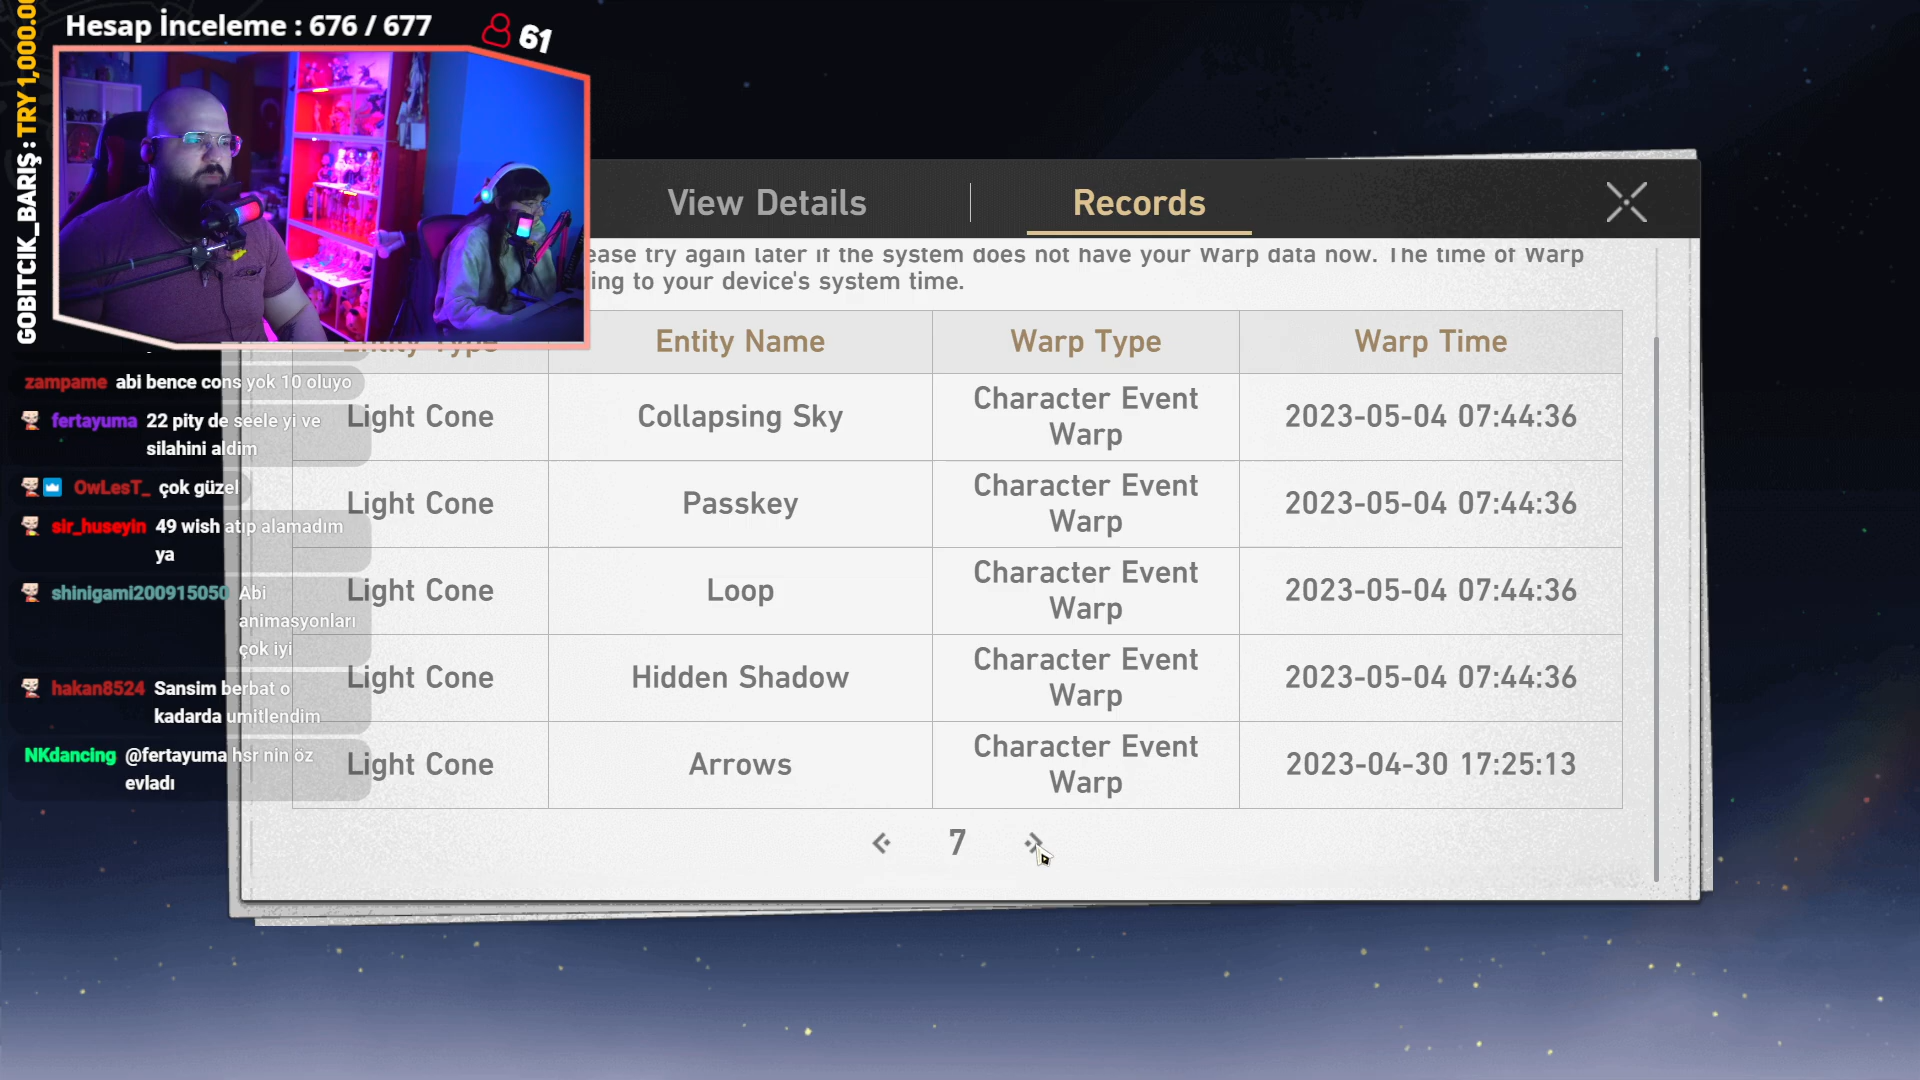 Hesap İnceleme : 676 / 677
61
GOBITCIK_BARIŞ : TRY 1,000.0
View Details
Records
ease try again later if the system does not have your Warp data now. The time of Warp
ing to your device's system time.
Entity Type
Entity Name
Warp Type
Warp Time
Light Cone
Collapsing Sky
Character Event
Warp
2023-05-04 07:44:36
Light Cone
Passkey
Character Event
Warp
2023-05-04 07:44:36
Light Cone
Loop
Character Event
Warp
2023-05-04 07:44:36
Light Cone
Hidden Shadow
Character Event
Warp
2023-05-04 07:44:36
Light Cone
Arrows
Character Event
Warp
2023-04-30 17:25:13
7
zampame abi bence cons yok 10 oluyo
fertayuma 22 pity de seele yi ve
silahini aldim
OwLesT_ çok güzel
sir_huseyin 49 wish atıp alamadım
ya
shinigami200915050 Abi
animasyonları
çok iyi
hakan8524 Sansim berbat o
kadarda umitlendim
NKdancing @fertayuma hsr nin öz
evladı